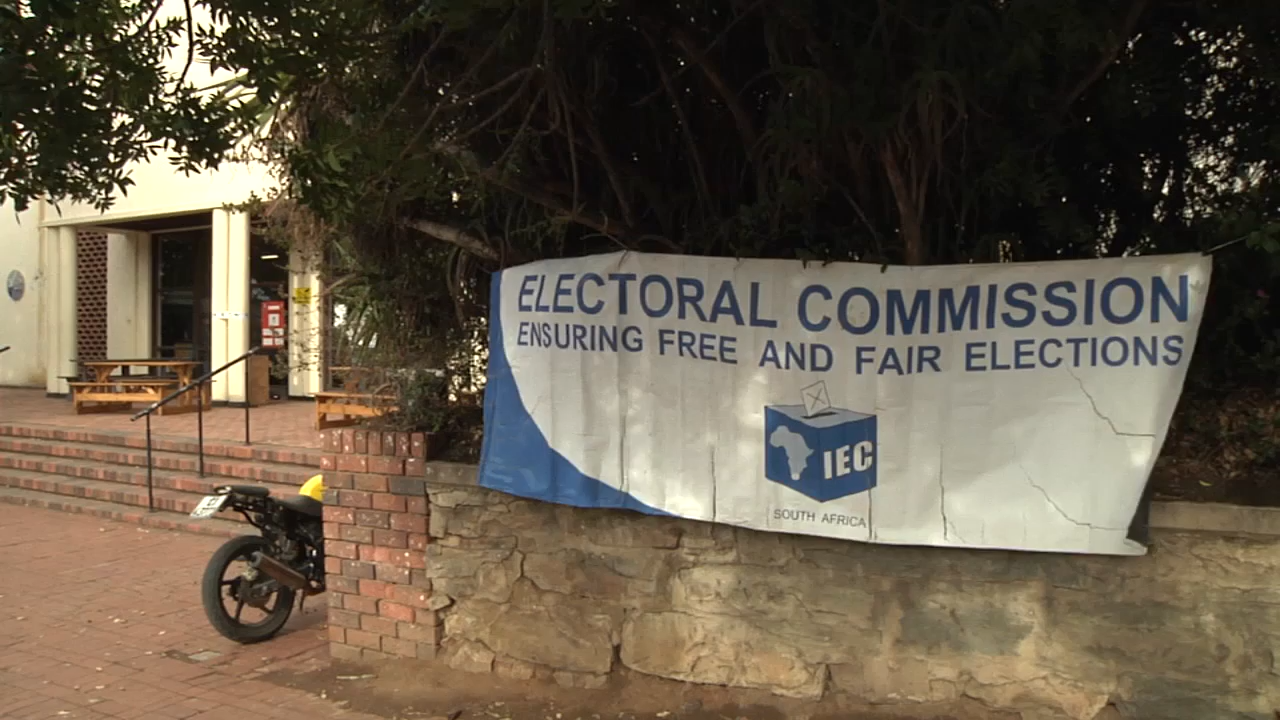 ELECTORAL COMMISSION
ENSURING FREE AND FAIR ELECTIONS
IEC
SOUTH AFRICA